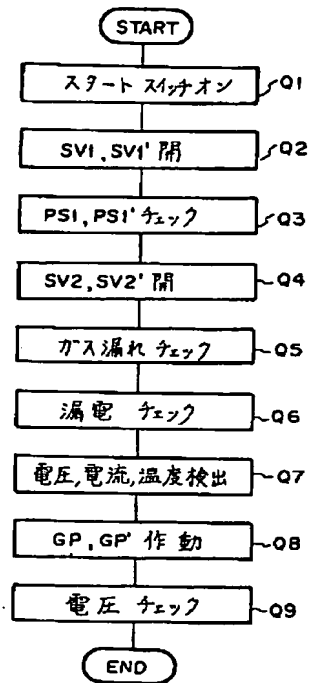 START
スタートスイッチオン Q1
SV1,SV1'開 Q2
PS1,PS1'チェック Q3
SV2,SV2'開 Q4
ガス漏れチェック Q5
漏電 チェック Q6
電圧,電流,温度検出 Q7
GP,GP'作動 Q8
電圧 チェック Q9
END